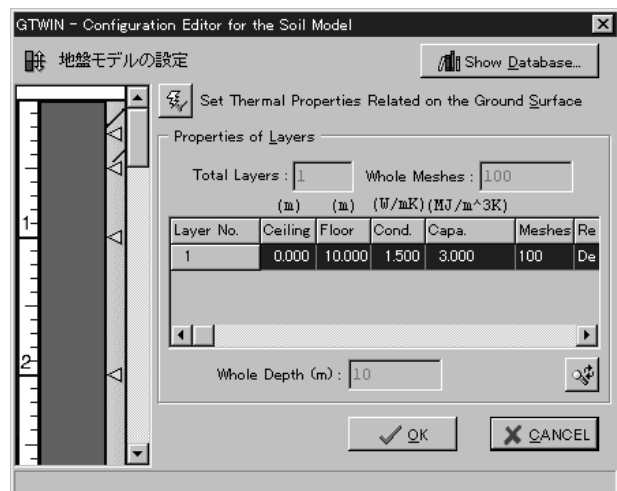 GTWIN - Configuration Editor for the Soil Model
地盤モデルの設定
Show Database...
Set Thermal Properties Related on the Ground Surface
Properties of Layers
Total Layers : 1 Whole Meshes : 100
(m) (m) (W/mK) (MJ/m^3K)
Layer No. Ceiling Floor Cond. Capa. Meshes Re
1 0.000 10.000 1.500 3.000 100 De
1
2
Whole Depth (m) : 10
OK
CANCEL